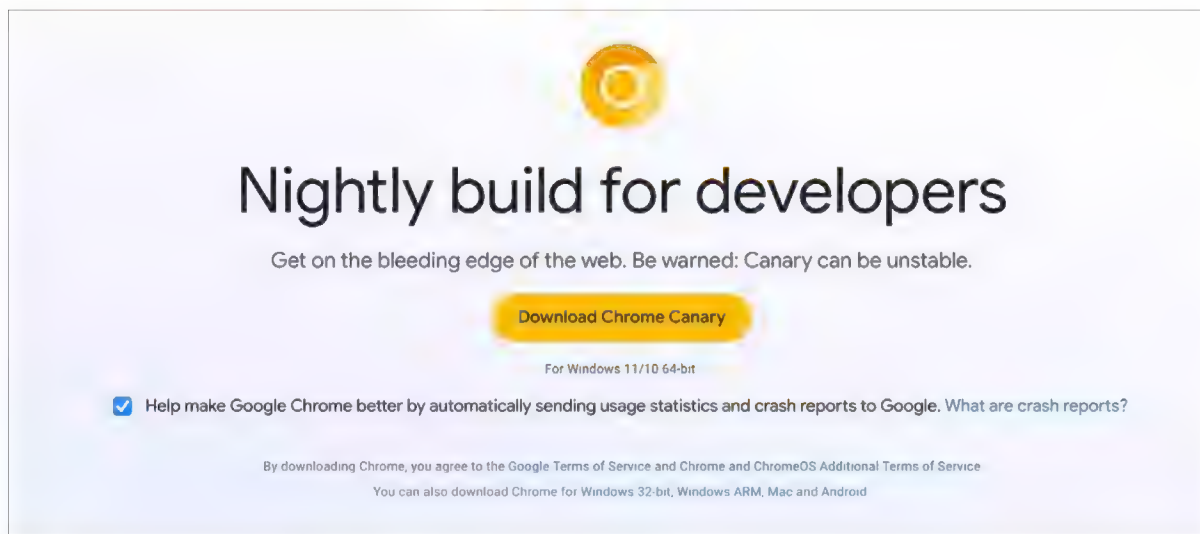 Nightly build for developers
Get on the bleeding edge of the web. Be warned: Canary can be unstable.
Download Chrome Canary
For Windows 11/10 64-bit
Help make Google Chrome better by automatically sending usage statistics and crash reports to Google. What are crash reports?
By downloading Chrome, you agree to the Google Terms of Service and Chrome and ChromeOS Additional Terms of Service
You can also download Chrome for Windows 32-bit, Windows ARM, Mac and Android